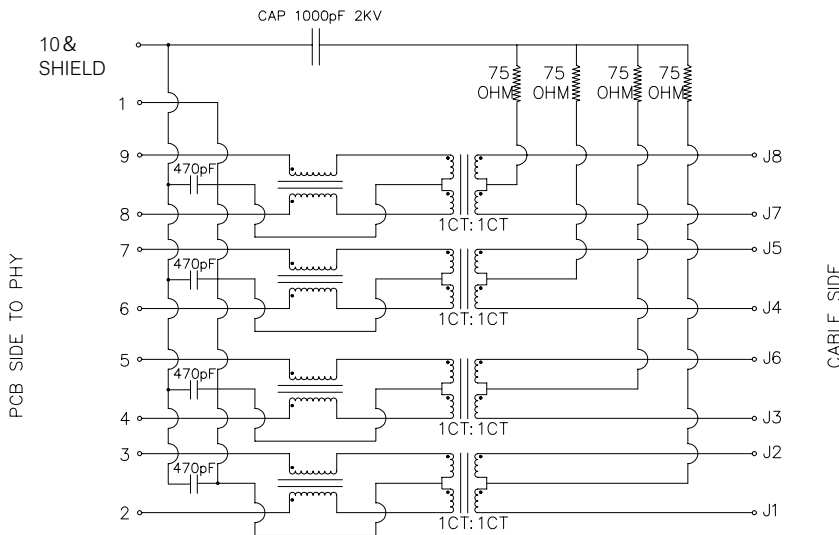 CAP 1000pF 2KV
10&
SHIELD
75 75 75 75
OHM OHM OHM OHM
1
9 J8
470pF
8 J7
1CT:1CT
7 J5
470pF
6 J4
1CT:1CT
5 J6
470pF
4 J3
1CT:1CT
3 J2
470pF
2 J1
1CT:1CT
PCB SIDE TO PHY
CABLE SIDE